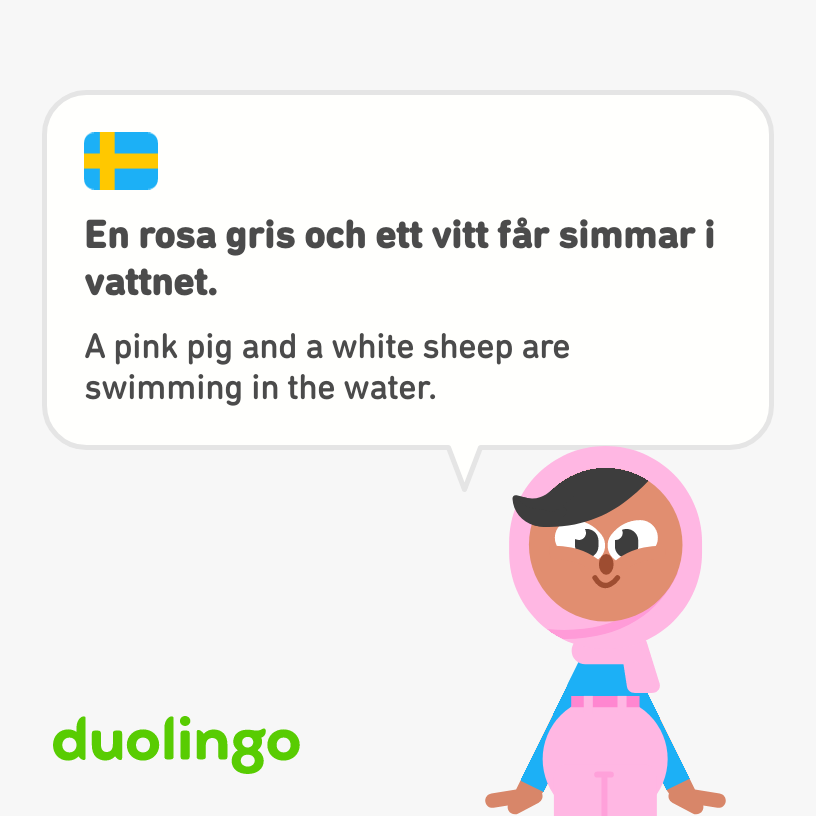 En rosa gris och ett vitt får simmar i
vattnet.
A pink pig and a white sheep are
swimming in the water.
duolingo